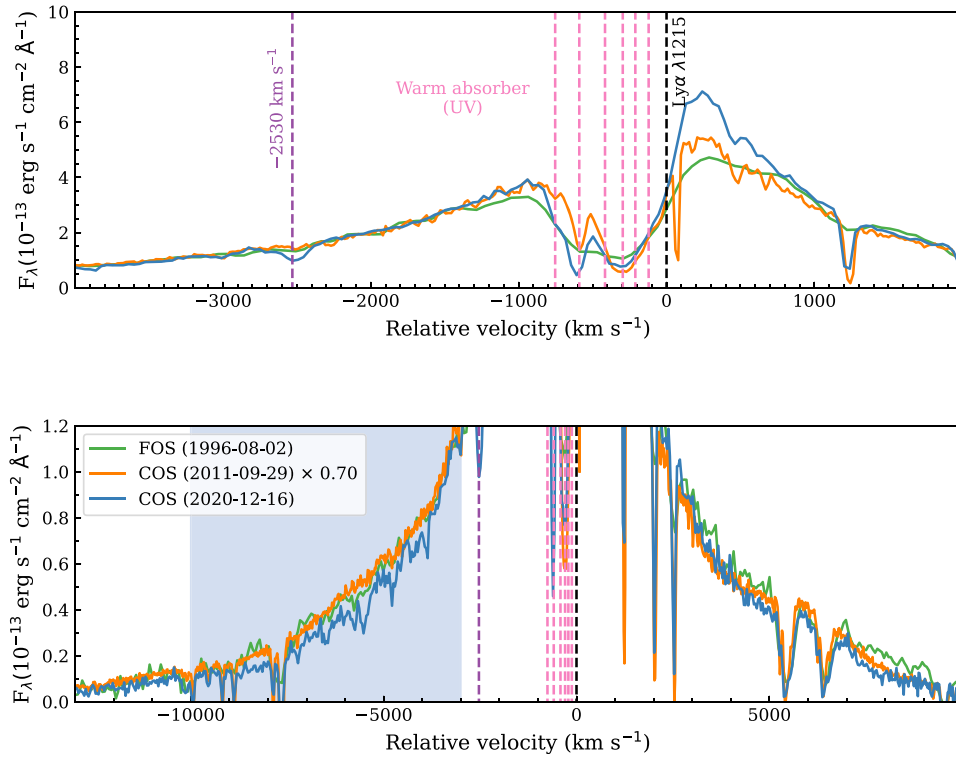 10
8
6
4
2
0
F_λ(10⁻¹³ erg s⁻¹ cm⁻² Å⁻¹)
−2530 km s⁻¹
Warm absorber
(UV)
Lyα λ1215
−3000
−2000
−1000
0
1000
Relative velocity (km s⁻¹)
1.2
1.0
0.8
0.6
0.4
0.2
0.0
F_λ(10⁻¹³ erg s⁻¹ cm⁻² Å⁻¹)
FOS (1996-08-02)
COS (2011-09-29) × 0.70
COS (2020-12-16)
−10000
−5000
0
5000
Relative velocity (km s⁻¹)